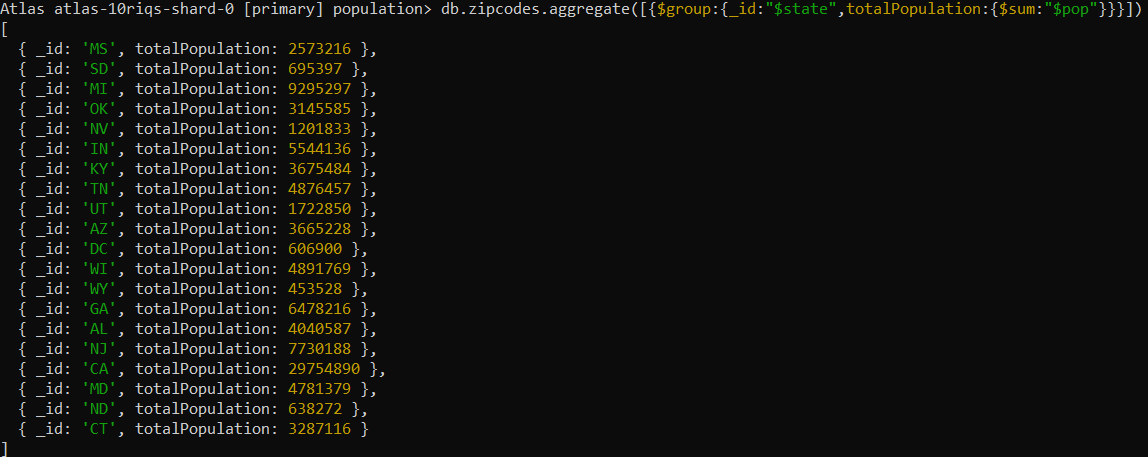 Atlas atlas-10riqs-shard-0 [primary] population> db.zipcodes.aggregate([{$group:{_id:"$state",totalPopulation:{$sum:"$pop"}}}])
[
  { _id: 'MS', totalPopulation: 2573216 },
  { _id: 'SD', totalPopulation: 695397 },
  { _id: 'MI', totalPopulation: 9295297 },
  { _id: 'OK', totalPopulation: 3145585 },
  { _id: 'NV', totalPopulation: 1201833 },
  { _id: 'IN', totalPopulation: 5544136 },
  { _id: 'KY', totalPopulation: 3675484 },
  { _id: 'TN', totalPopulation: 4876457 },
  { _id: 'UT', totalPopulation: 1722850 },
  { _id: 'AZ', totalPopulation: 3665228 },
  { _id: 'DC', totalPopulation: 606900 },
  { _id: 'WI', totalPopulation: 4891769 },
  { _id: 'WY', totalPopulation: 453528 },
  { _id: 'GA', totalPopulation: 6478216 },
  { _id: 'AL', totalPopulation: 4040587 },
  { _id: 'NJ', totalPopulation: 7730188 },
  { _id: 'CA', totalPopulation: 29754890 },
  { _id: 'MD', totalPopulation: 4781379 },
  { _id: 'ND', totalPopulation: 638272 },
  { _id: 'CT', totalPopulation: 3287116 }
]